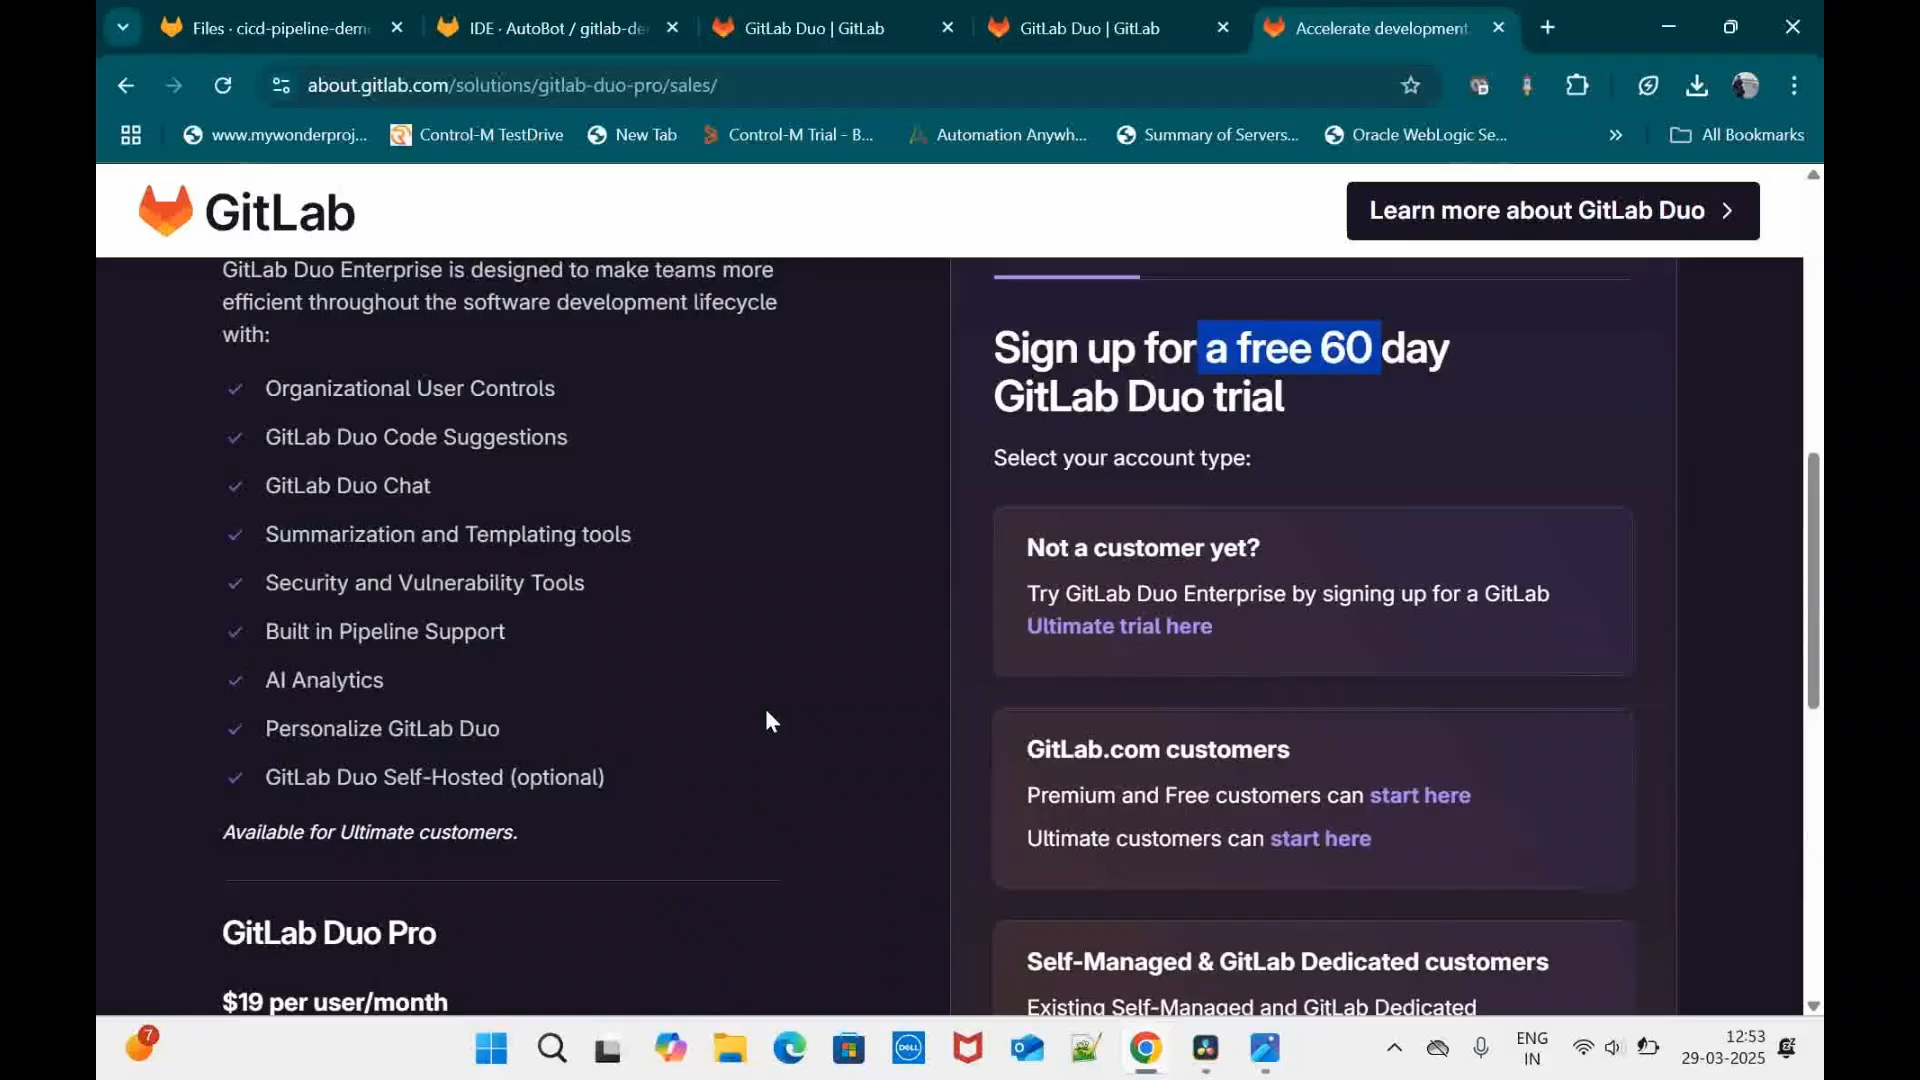 Files · cicd-pipeline-dem
IDE · AutoBot / gitlab-de
GitLab Duo | GitLab
GitLab Duo | GitLab
Accelerate development
about.gitlab.com/solutions/gitlab-duo-pro/sales/
www.mywonderproj...
Control-M TestDrive
New Tab
Control-M Trial - B...
Automation Anywh...
Summary of Servers...
Oracle WebLogic Se...
All Bookmarks
GitLab
Learn more about GitLab Duo
GitLab Duo Enterprise is designed to make teams more
efficient throughout the software development lifecycle
with:
Organizational User Controls
GitLab Duo Code Suggestions
GitLab Duo Chat
Summarization and Templating tools
Security and Vulnerability Tools
Built in Pipeline Support
AI Analytics
Personalize GitLab Duo
GitLab Duo Self-Hosted (optional)
Available for Ultimate customers.
GitLab Duo Pro
$19 per user/month
Sign up for a free 60 day
GitLab Duo trial
Select your account type:
Not a customer yet?
Try GitLab Duo Enterprise by signing up for a GitLab
Ultimate trial here
GitLab.com customers
Premium and Free customers can start here
Ultimate customers can start here
Self-Managed & GitLab Dedicated customers
Existing Self-Managed and GitLab Dedicated
7
DELL
ENG
IN
12:53
29-03-2025